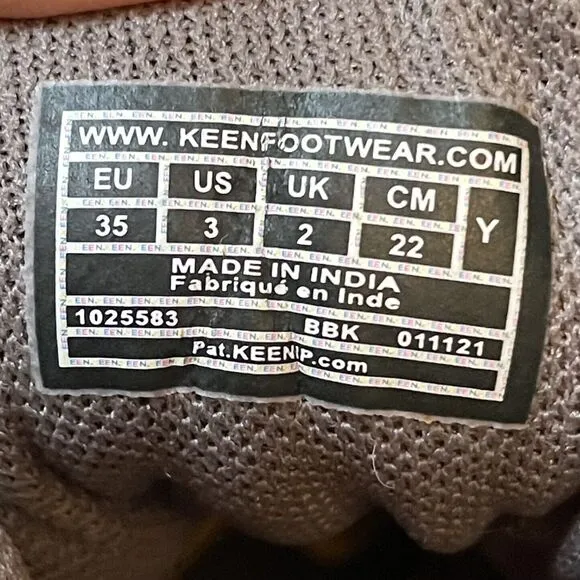 WWW. KEENFOOTWEAR.COM
EU US UK CM Y
35 3 2 22
MADE IN INDIA
Fabriqué en Inde
1025583 BBK 011121
Pat.KEENIP.com